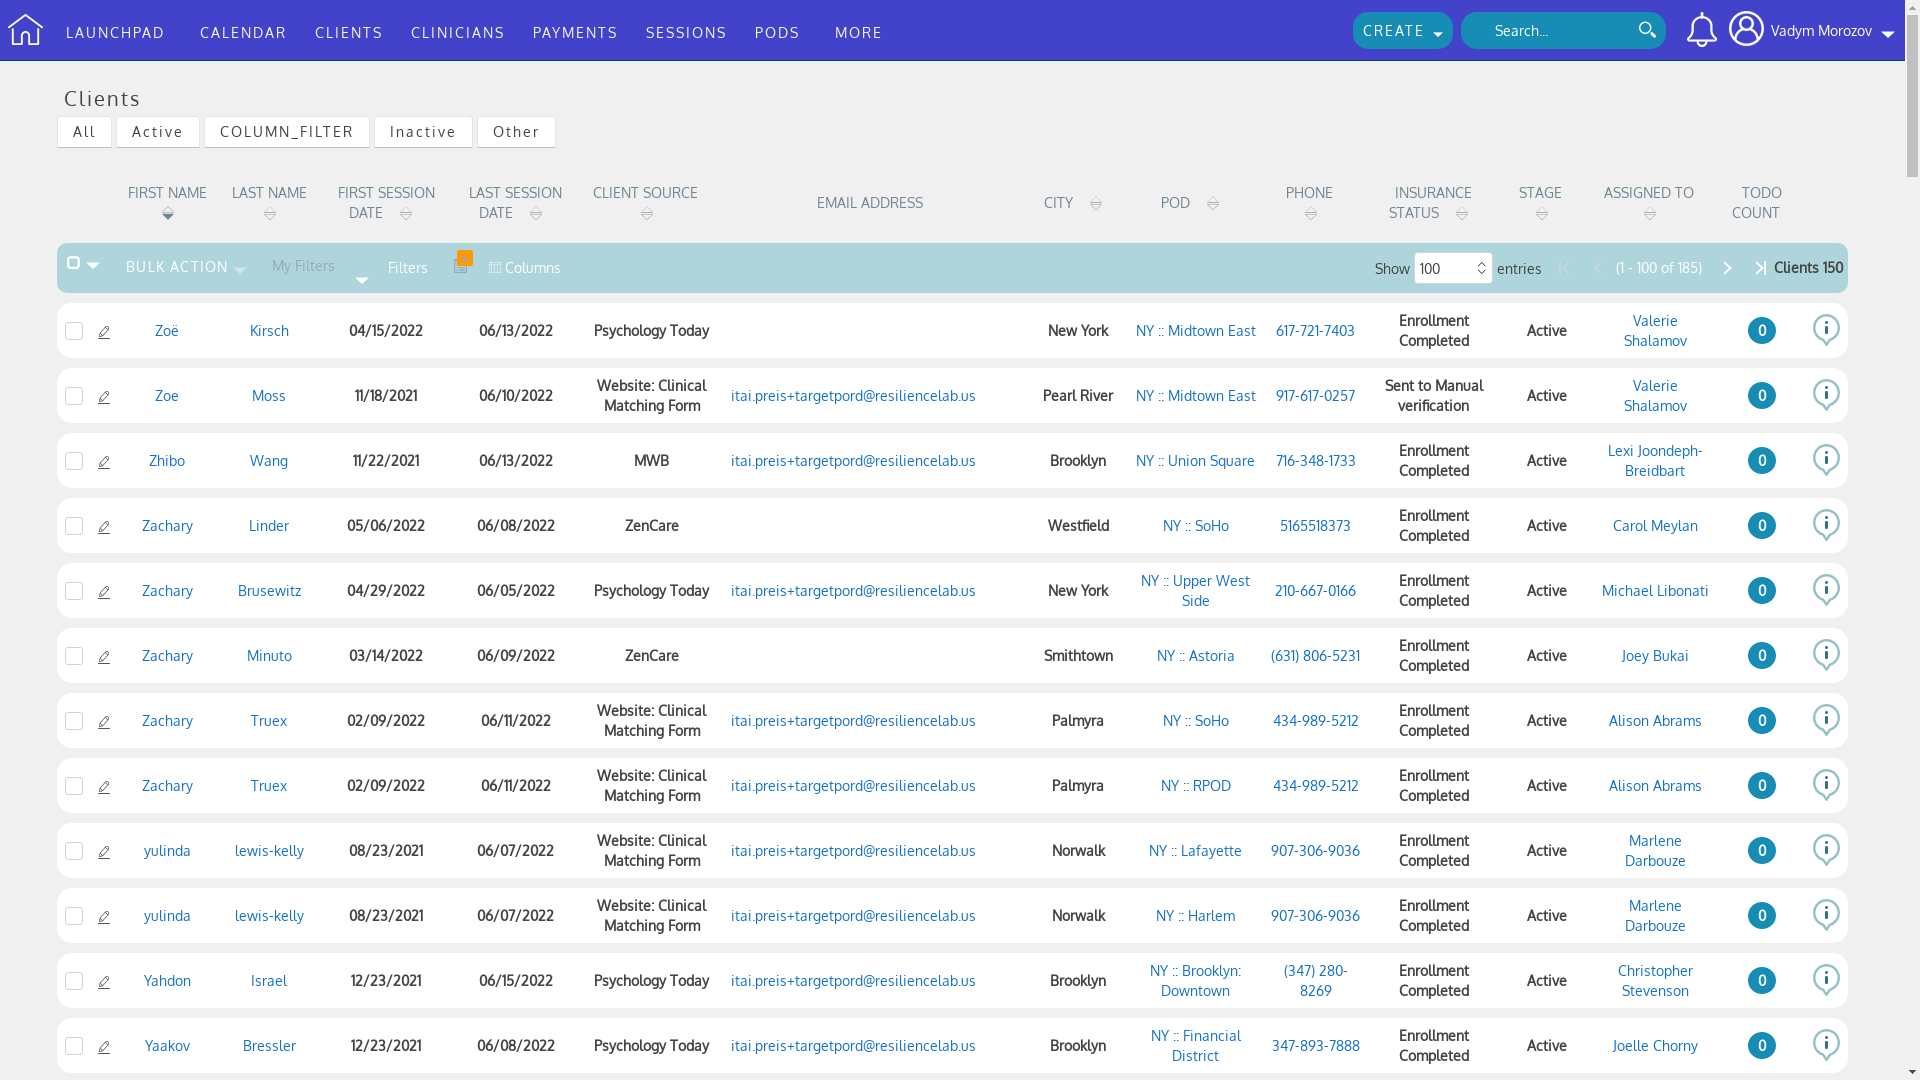 LAUNCHPAD CALENDAR CLIENTS CLINICIANS PAYMENTS SESSIONS PODS MORE CREATE Search... Vadym Morozov
Clients
All Active COLUMN_FILTER Inactive Other
FIRST NAME LAST NAME FIRST SESSION DATE LAST SESSION DATE CLIENT SOURCE EMAIL ADDRESS CITY POD PHONE INSURANCE STATUS STAGE ASSIGNED TO TODO COUNT
BULK ACTION My Filters Filters Columns Show 100 entries (1 - 100 of 185) Clients 150
Zoë Kirsch 04/15/2022 06/13/2022 Psychology Today New York NY :: Midtown East 617-721-7403 Enrollment Completed Active Valerie Shalamov 0
Zoe Moss 11/18/2021 06/10/2022 Website: Clinical Matching Form itai.preis+targetpord@resiliencelab.us Pearl River NY :: Midtown East 917-617-0257 Sent to Manual verification Active Valerie Shalamov 0
Zhibo Wang 11/22/2021 06/13/2022 MWB itai.preis+targetpord@resiliencelab.us Brooklyn NY :: Union Square 716-348-1733 Enrollment Completed Active Lexi Joondeph-Breidbart 0
Zachary Linder 05/06/2022 06/08/2022 ZenCare Westfield NY :: SoHo 5165518373 Enrollment Completed Active Carol Meylan 0
Zachary Brusewitz 04/29/2022 06/05/2022 Psychology Today itai.preis+targetpord@resiliencelab.us New York NY :: Upper West Side 210-667-0166 Enrollment Completed Active Michael Libonati 0
Zachary Minuto 03/14/2022 06/09/2022 ZenCare Smithtown NY :: Astoria (631) 806-5231 Enrollment Completed Active Joey Bukai 0
Zachary Truex 02/09/2022 06/11/2022 Website: Clinical Matching Form itai.preis+targetpord@resiliencelab.us Palmyra NY :: SoHo 434-989-5212 Enrollment Completed Active Alison Abrams 0
Zachary Truex 02/09/2022 06/11/2022 Website: Clinical Matching Form itai.preis+targetpord@resiliencelab.us Palmyra NY :: RPOD 434-989-5212 Enrollment Completed Active Alison Abrams 0
yulinda lewis-kelly 08/23/2021 06/07/2022 Website: Clinical Matching Form itai.preis+targetpord@resiliencelab.us Norwalk NY :: Lafayette 907-306-9036 Enrollment Completed Active Marlene Darbouze 0
yulinda lewis-kelly 08/23/2021 06/07/2022 Website: Clinical Matching Form itai.preis+targetpord@resiliencelab.us Norwalk NY :: Harlem 907-306-9036 Enrollment Completed Active Marlene Darbouze 0
Yahdon Israel 12/23/2021 06/15/2022 Psychology Today itai.preis+targetpord@resiliencelab.us Brooklyn NY :: Brooklyn: Downtown (347) 280-8269 Enrollment Completed Active Christopher Stevenson 0
Yaakov Bressler 12/23/2021 06/08/2022 Psychology Today itai.preis+targetpord@resiliencelab.us Brooklyn NY :: Financial District 347-893-7888 Enrollment Completed Active Joelle Chorny 0